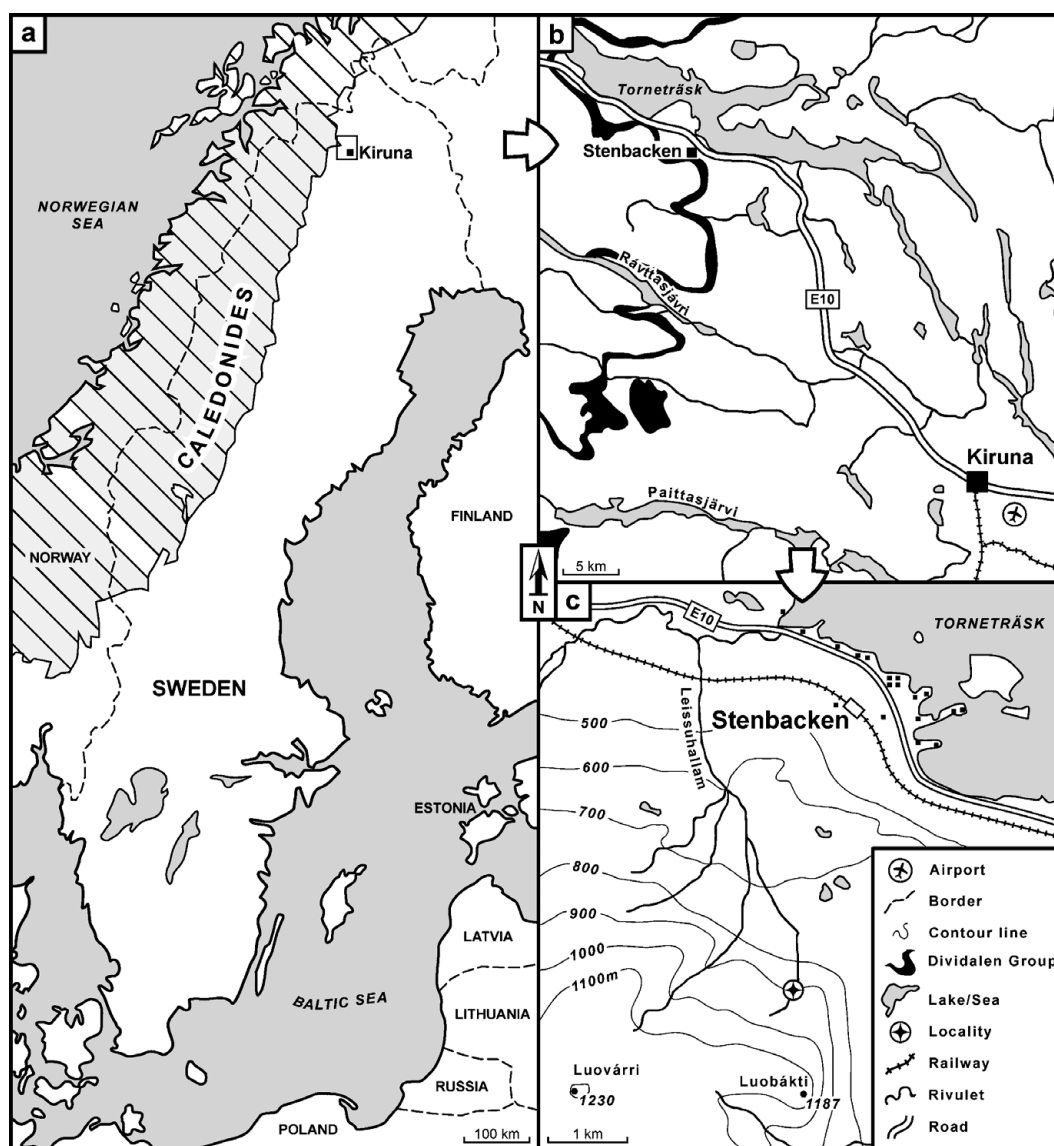 a
Kiruna
NORWEGIAN
SEA
CALEDONIDES
NORWAY
FINLAND
SWEDEN
ESTONIA
LATVIA
BALTIC SEA
LITHUANIA
RUSSIA
POLAND
100 km
N
b
Torneträsk
Stenbacken
Rávttasjávri
E10
Kiruna
Paittasjärvi
5 km
c
E10
TORNETRÄSK
Leissuhallam
Stenbacken
500
600
700
800
900
1000
1100m
Luovárri
1230
Luobákti
1187
1 km
Airport
Border
Contour line
Dividalen Group
Lake/Sea
Locality
Railway
Rivulet
Road